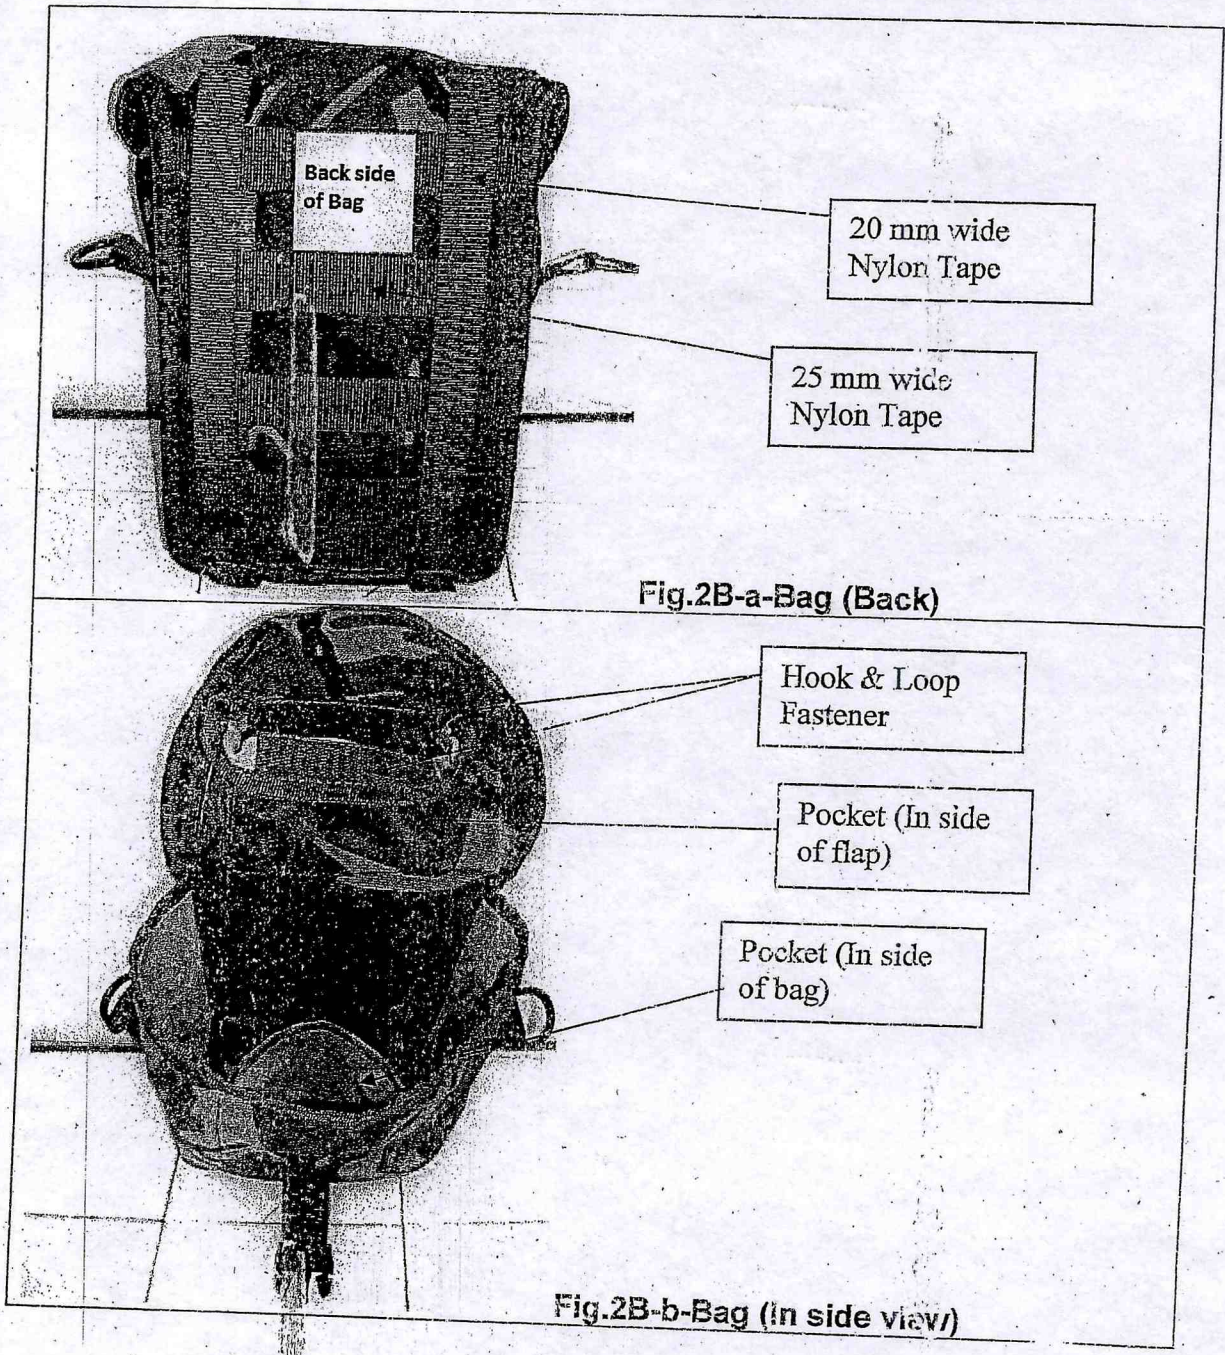 Back side
of Bag
20 mm wide
Nylon Tape
25 mm wide
Nylon Tape
Fig.2B-a-Bag (Back)
Hook & Loop
Fastener
Pocket (In side
of flap)
Pocket (In side
of bag)
Fig.2B-b-Bag (In side view)